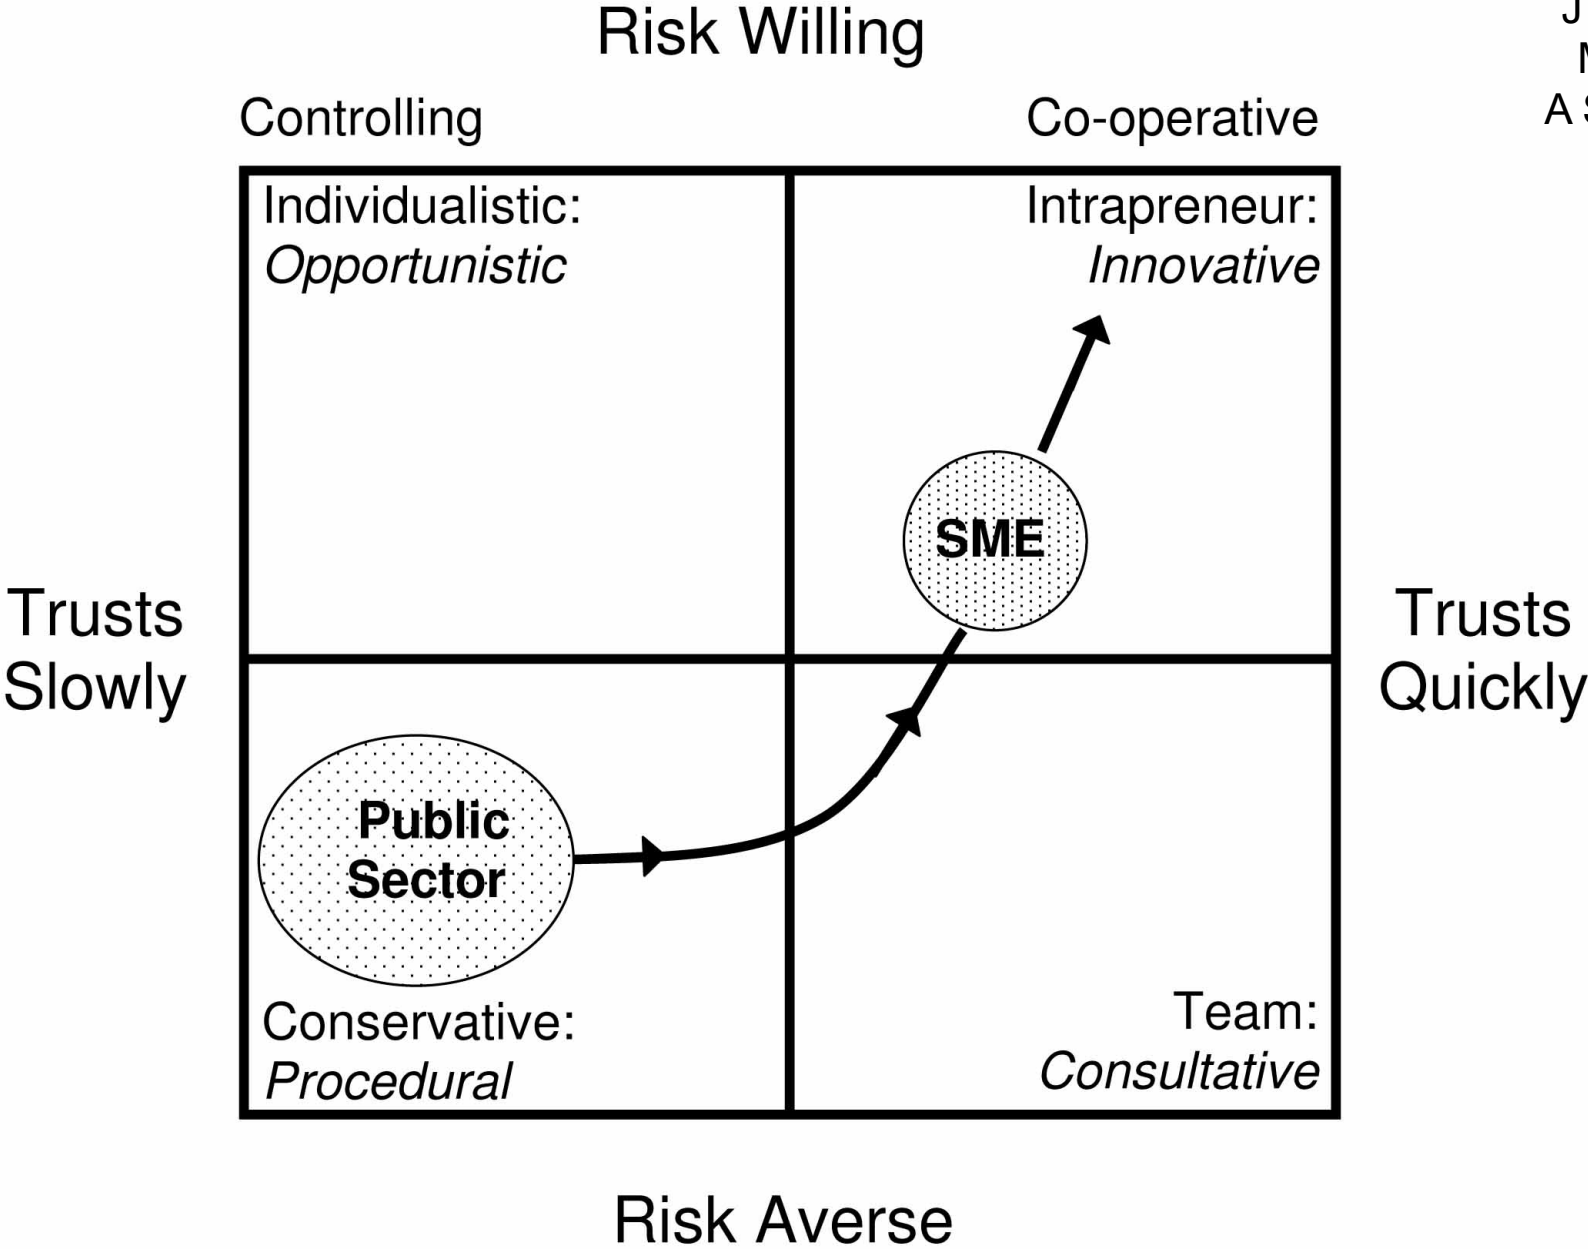 Risk Willing
Controlling
Co-operative
Individualistic:
Opportunistic
Intrapreneur:
Innovative
SME
Trusts
Slowly
Trusts
Quickly
Public
Sector
Conservative:
Procedural
Team:
Consultative
Risk Averse